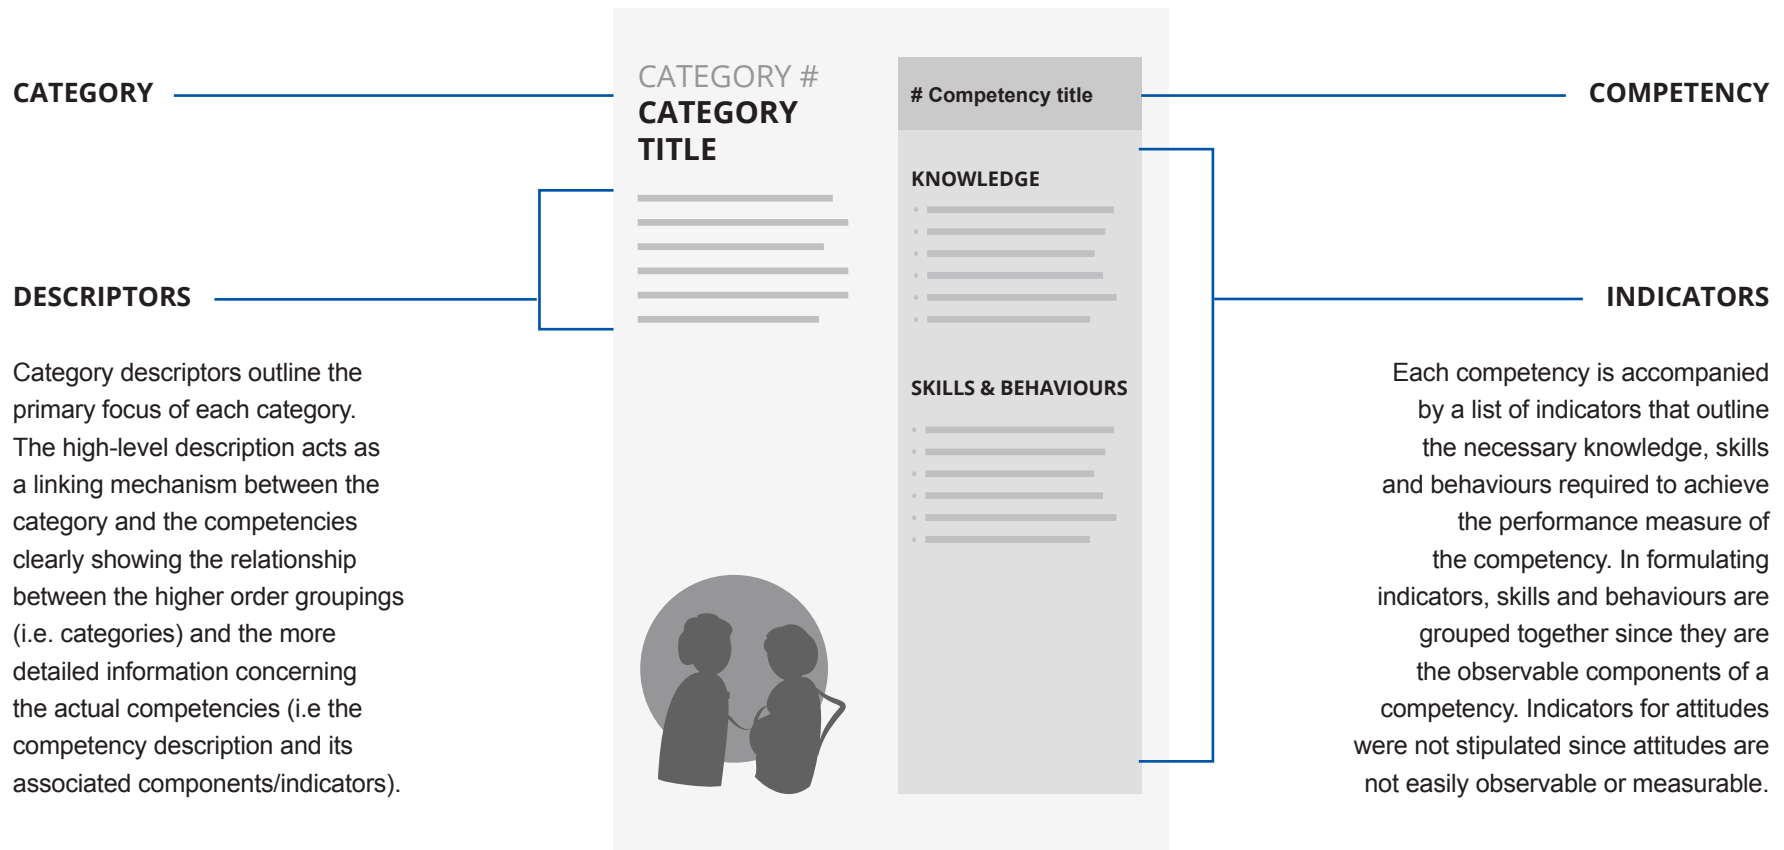 CATEGORY
DESCRIPTORS
Category descriptors outline the
primary focus of each category.
The high-level description acts as
a linking mechanism between the
category and the competencies
clearly showing the relationship
between the higher order groupings
(i.e. categories) and the more
detailed information concerning
the actual competencies (i.e the
competency description and its
associated components/indicators).
CATEGORY #
CATEGORY
TITLE
# Competency title
KNOWLEDGE
SKILLS & BEHAVIOURS
COMPETENCY
INDICATORS
Each competency is accompanied
by a list of indicators that outline
the necessary knowledge, skills
and behaviours required to achieve
the performance measure of
the competency. In formulating
indicators, skills and behaviours are
grouped together since they are
the observable components of a
competency. Indicators for attitudes
were not stipulated since attitudes are
not easily observable or measurable.